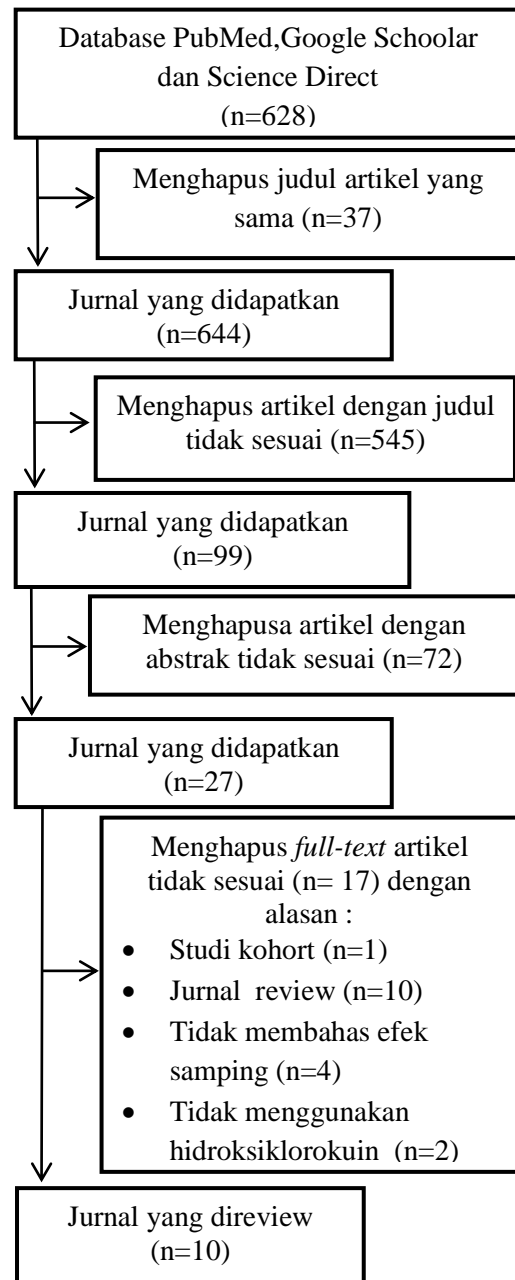 Database PubMed,Google Schoolar
dan Science Direct
(n=628)
Menghapus judul artikel yang
sama (n=37)
Jurnal yang didapatkan
(n=644)
Menghapus artikel dengan judul
tidak sesuai (n=545)
Jurnal yang didapatkan
(n=99)
Menghapusa artikel dengan
abstrak tidak sesuai (n=72)
Jurnal yang didapatkan
(n=27)
Menghapus full-text artikel
tidak sesuai (n= 17) dengan
alasan :
• Studi kohort (n=1)
• Jurnal review (n=10)
• Tidak membahas efek
samping (n=4)
• Tidak menggunakan
hidroksiklorokuin (n=2)
Jurnal yang direview
(n=10)